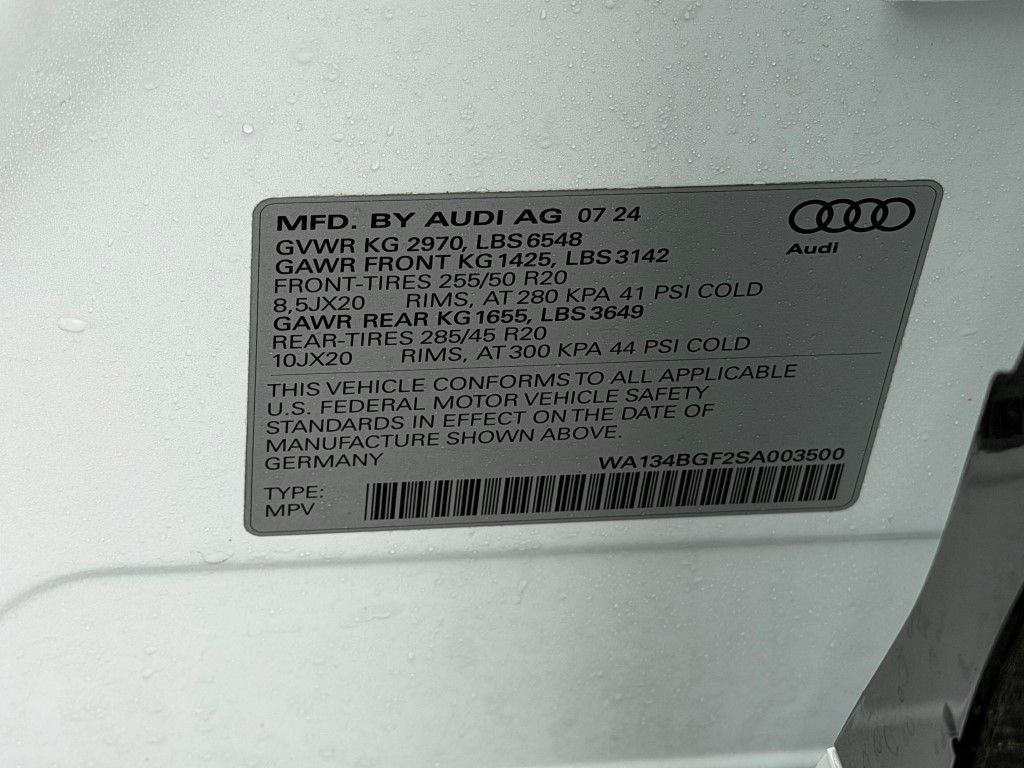 MFD. BY AUDI AG 07 24
Audi
GVWR KG 2970, LBS 6548
GAWR FRONT KG 1425, LBS 3142
FRONT-TIRES 255/50 R20
8,5JX20 RIMS, AT 280 KPA 41 PSI COLD
GAWR REAR KG 1655, LBS 3649
REAR-TIRES 285/45 R20
10JX20 RIMS, AT 300 KPA 44 PSI COLD
THIS VEHICLE CONFORMS TO ALL APPLICABLE
U.S. FEDERAL MOTOR VEHICLE SAFETY
STANDARDS IN EFFECT ON THE DATE OF
MANUFACTURE SHOWN ABOVE.
GERMANY WA134BGF2SA003500
TYPE:
MPV